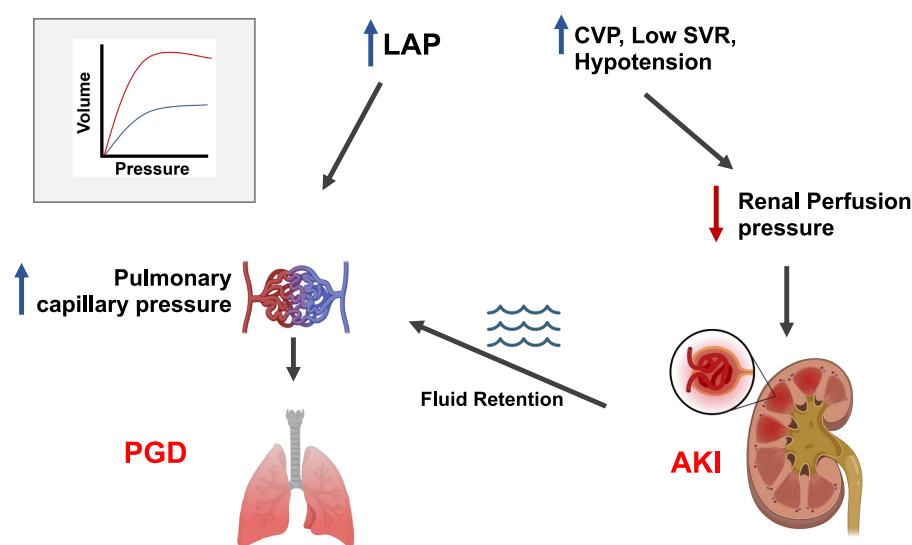 Volume
Pressure
LAP
CVP, Low SVR,
Hypotension
Renal Perfusion
pressure
Pulmonary
capillary pressure
Fluid Retention
PGD
AKI